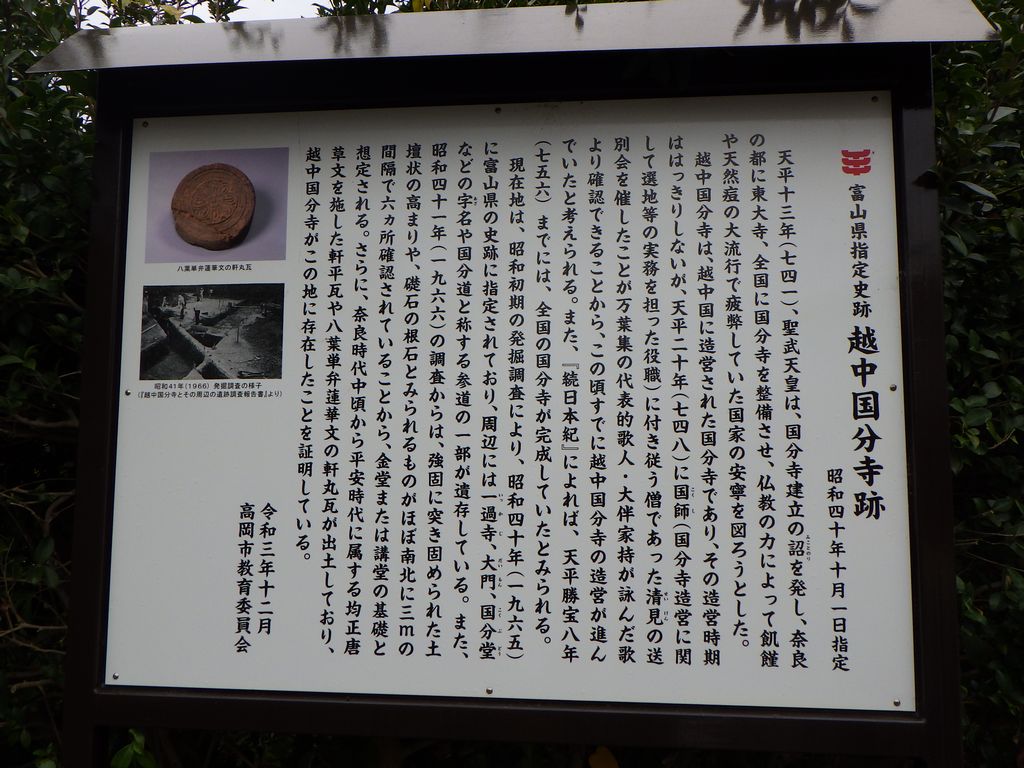 富山県指定史跡 越中国分寺跡
昭和四十年十月一日指定
天平十三年（七四一）、聖武天皇は、国分寺建立の詔を発し、奈良
の都に東大寺、全国に国分寺を整備させ、仏教の力によって飢饉
や天然痘の大流行で疲弊していた国家の安寧を図ろうとした。
越中国分寺は、越中国に造営された国分寺であり、その造営時期
ははっきりしないが、天平二十年（七四八）に国師（国分寺造営に関
して選地等の実務を担った役職）に付き従う僧であった清見の送
別会を催したことが万葉集の代表的歌人・大伴家持が詠んだ歌
より確認できることから、この頃すでに越中国分寺の造営が進ん
でいたと考えられる。また、『続日本紀』によれば、天平勝宝八年
（七五六）までには、全国の国分寺が完成していたとみられる。
現在地は、昭和初期の発掘調査により、昭和四十年（一九六五）
に富山県の史跡に指定されており、周辺には一過寺、大門、国分堂
などの字名や国分道と称する参道の一部が遺存している。また、
昭和四十一年（一九六六）の調査からは、強固に突き固められた土
壇状の高まりや、礎石の根石とみられるものがほぼ南北に三ｍの
間隔で六ヵ所確認されていることから、金堂または講堂の基礎と
想定される。さらに、奈良時代中頃から平安時代に属する均正唐
草文を施した軒平瓦や八葉単弁蓮華文の軒丸瓦が出土しており、
越中国分寺がこの地に存在したことを証明している。
令和三年十二月
高岡市教育委員会
八葉単弁蓮華文の軒丸瓦
昭和41年(1966) 発掘調査の様子
(『越中国分寺とその周辺の遺跡調査報告書』より)